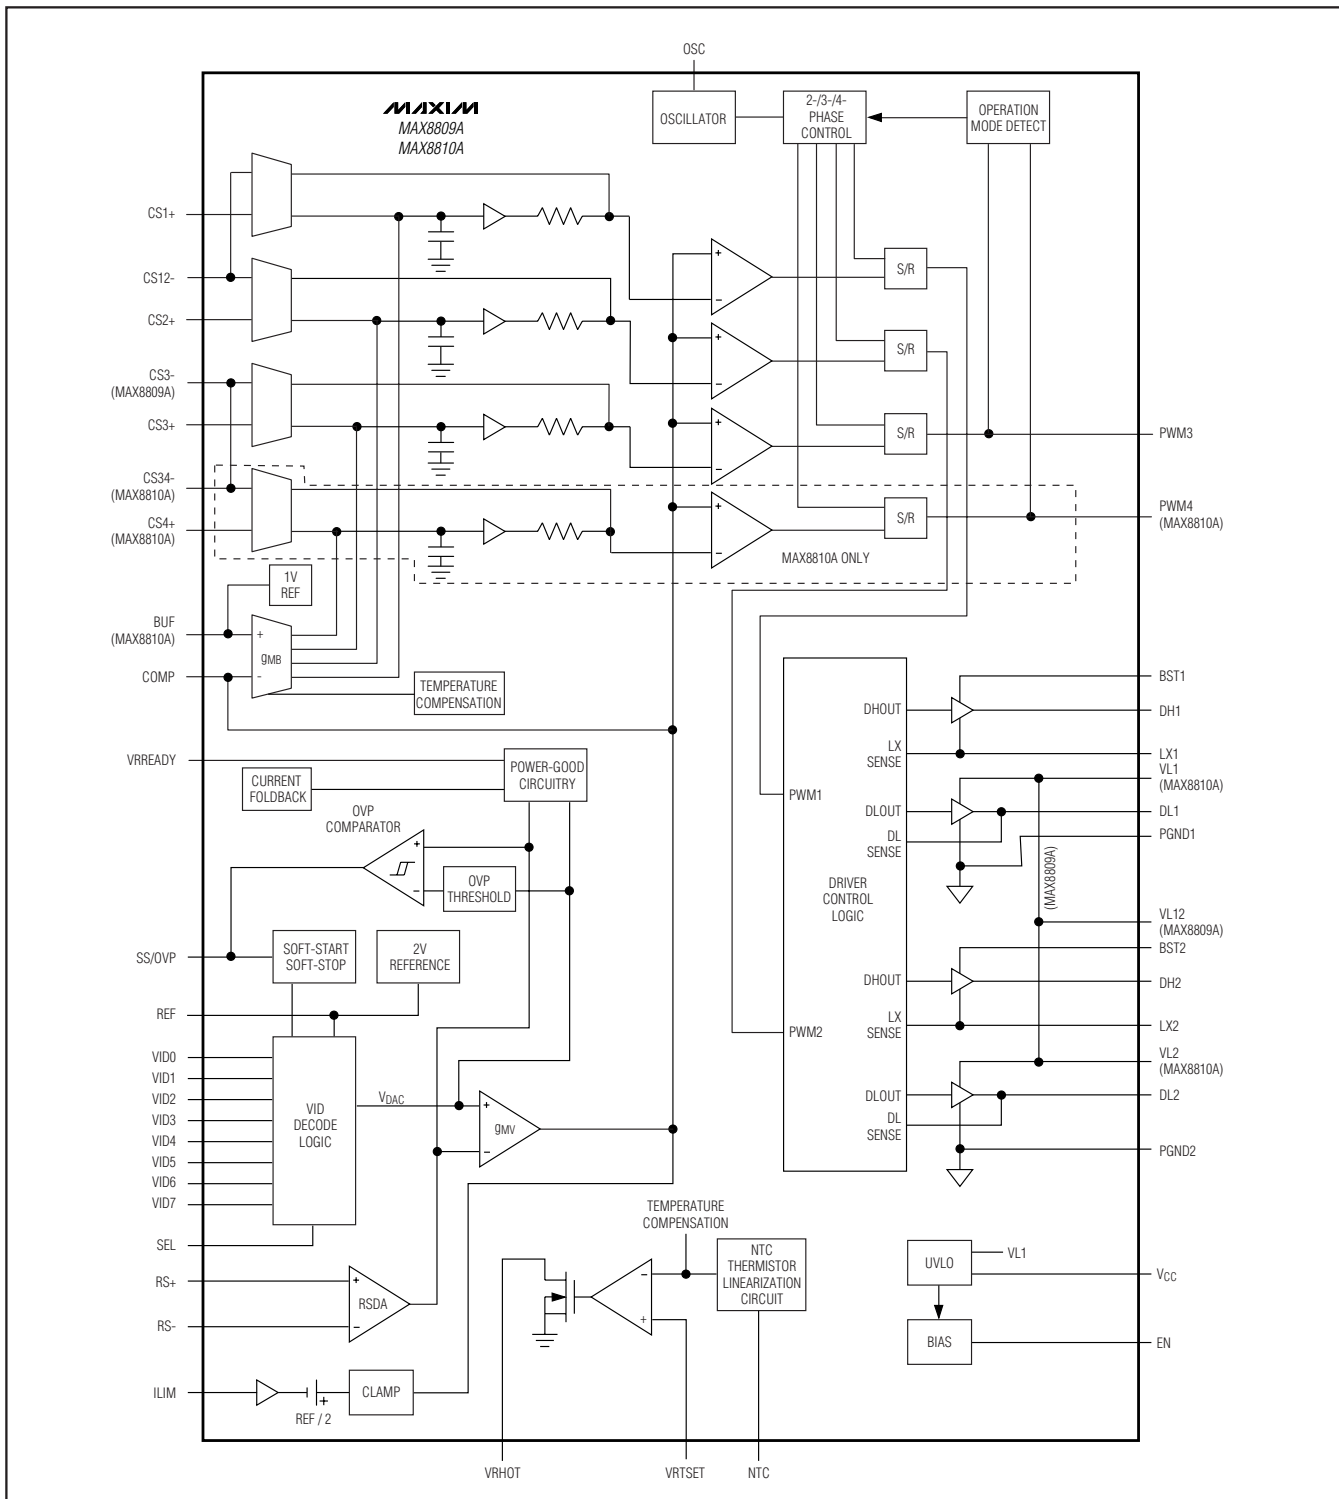 OSC
MAXIM
MAX8809A
MAX8810A
OSCILLATOR
2-/3-/4-
PHASE
CONTROL
OPERATION
MODE DETECT
CS1+
CS12-
CS2+
CS3-
(MAX8809A)
CS3+
CS34-
(MAX8810A)
CS4+
(MAX8810A)
+
−
S/R
+
−
S/R
+
−
S/R
PWM3
+
−
S/R
PWM4
(MAX8810A)
MAX8810A ONLY
1V
REF
BUF
(MAX8810A)
+
gMB
-
COMP
TEMPERATURE
COMPENSATION
VRREADY
POWER-GOOD
CIRCUITRY
CURRENT
FOLDBACK
OVP
COMPARATOR
+
−
OVP
THRESHOLD
SS/OVP
SOFT-START
SOFT-STOP
2V
REFERENCE
REF
VID0
VID1
VID2
VID3
VID4
VID5
VID6
VID7
VID
DECODE
LOGIC
VDAC
+
gMV
−
SEL
RS+
RS-
+
RSDA
−
ILIM
+
REF / 2
CLAMP
PWM1
PWM2
DRIVER
CONTROL
LOGIC
DHOUT
LX
SENSE
DLOUT
DL
SENSE
DHOUT
LX
SENSE
DLOUT
DL
SENSE
BST1
DH1
LX1
VL1
(MAX8810A)
DL1
PGND1
(MAX8809A)
VL12
(MAX8809A)
BST2
DH2
LX2
VL2
(MAX8810A)
DL2
PGND2
TEMPERATURE
COMPENSATION
−
+
NTC
THERMISTOR
LINEARIZATION
CIRCUIT
UVLO
VL1
VCC
BIAS
EN
VRHOT
VRTSET
NTC